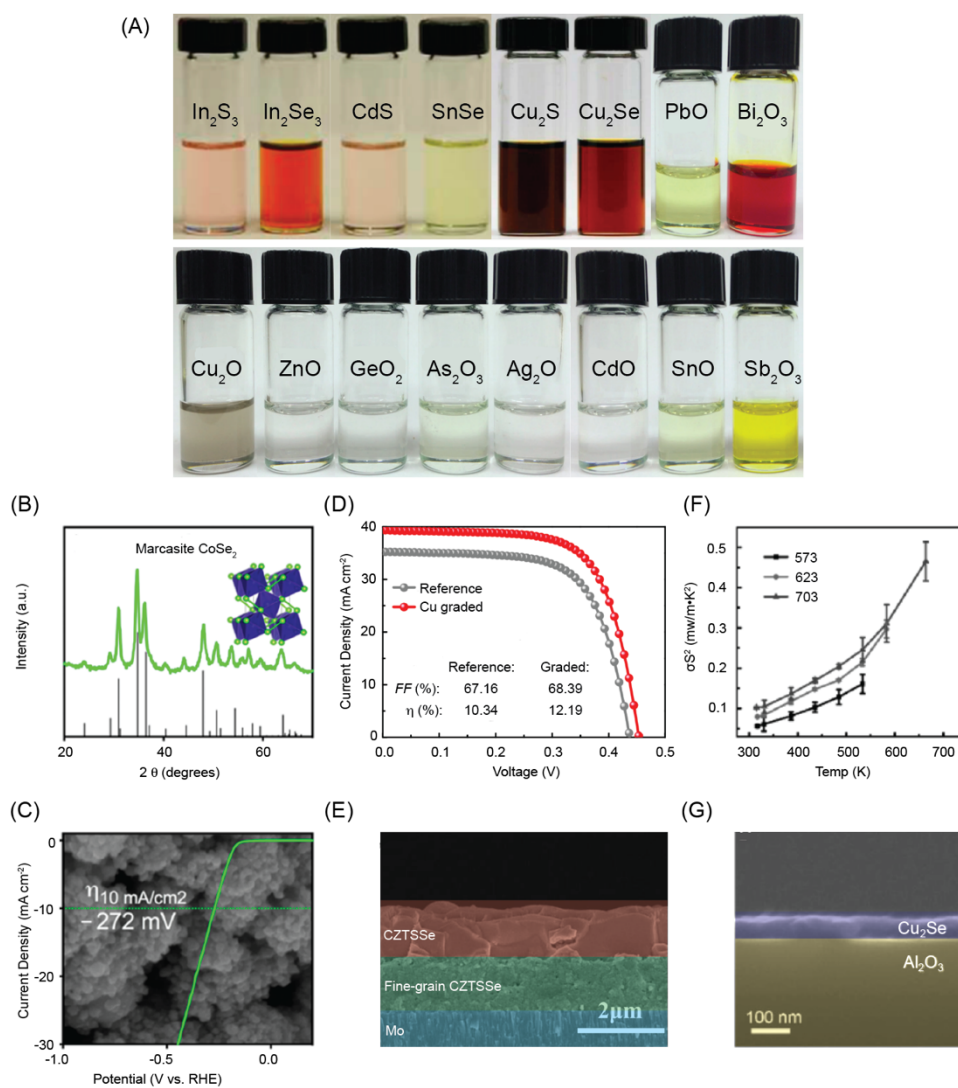 (A)
In₂S₃ In₂Se₃ CdS SnSe Cu₂S Cu₂Se PbO Bi₂O₃
Cu₂O ZnO GeO₂ As₂O₃ Ag₂O CdO SnO Sb₂O₃
(B)
Marcasite CoSe₂
Intensity (a.u.)
20 40 60
2 θ (degrees)
(D)
40
30
20
10
0
Current Density (mA cm⁻²)
Reference
Cu graded
Reference: Graded:
FF (%): 67.16 68.39
η (%): 10.34 12.19
0.0 0.1 0.2 0.3 0.4 0.5
Voltage (V)
(F)
0.5
0.4
0.3
0.2
0.1
σS² (mw/m•K²)
573
623
703
300 400 500 600 700
Temp (K)
(C)
0
-10
-20
-30
Current Density (mA cm⁻²)
η10 mA/cm2
- 272 mV
-1.0 -0.5 0.0
Potential (V vs. RHE)
(E)
CZTSSe
Fine-grain CZTSSe
Mo
2μm
(G)
Cu₂Se
Al₂O₃
100 nm